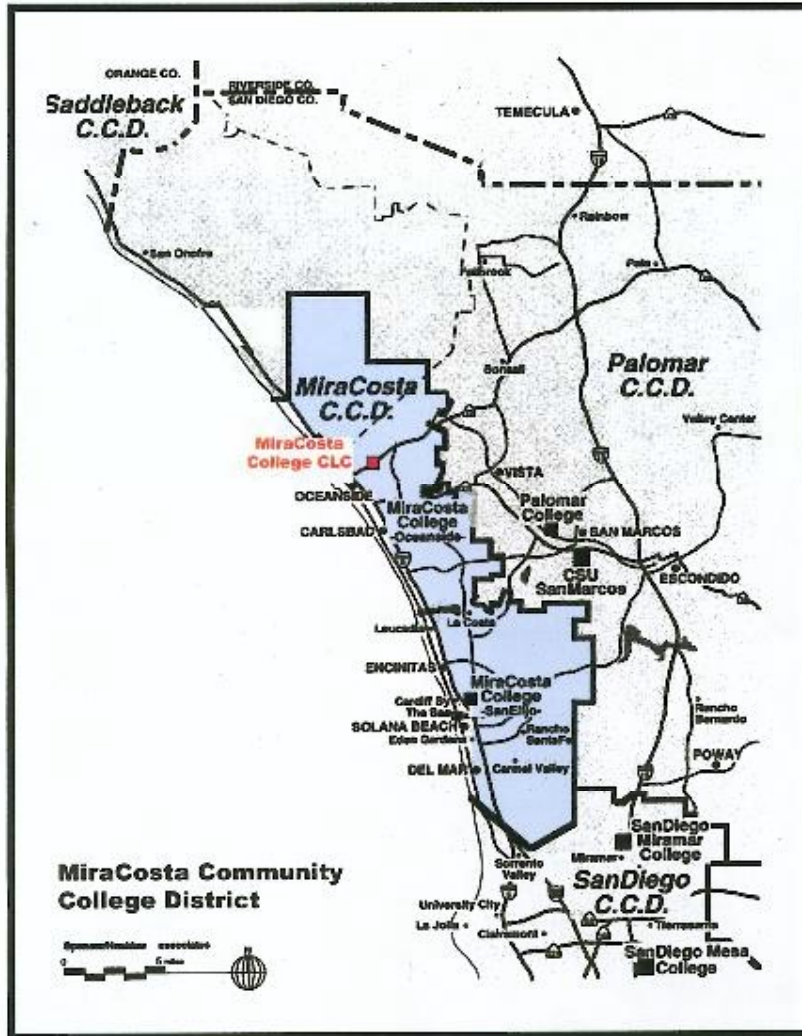 ORANGE CO.
RIVERSIDE CO.
SAN DIEGO CO.
Saddleback
C.C.D.
TEMECULA
Rainbow
San Onofre
Fallbrook
Pala
Bonsall
Palomar
C.C.D.
MiraCosta
C.C.D.
Valley Center
MiraCosta
College CLC
VISTA
OCEANSIDE
MiraCosta
College
-Oceanside-
Palomar
College
SAN MARCOS
CARLSBAD
CSU
SanMarcos
ESCONDIDO
La Costa
Leucadia
ENCINITAS
MiraCosta
College
-SanElijo-
Cardiff By
The Sea
Rancho
Bernardo
SOLANA BEACH
Eden Gardens
Rancho
SantaFe
POWAY
DEL MAR
Carmel Valley
SanDiego
Miramar
College
Miramar
Sorrento
Valley
SanDiego
C.C.D.
MiraCosta Community
College District
University City
La Jolla
Clairemont
Tierrasanta
SanDiego Mesa
College
0
5 miles
N